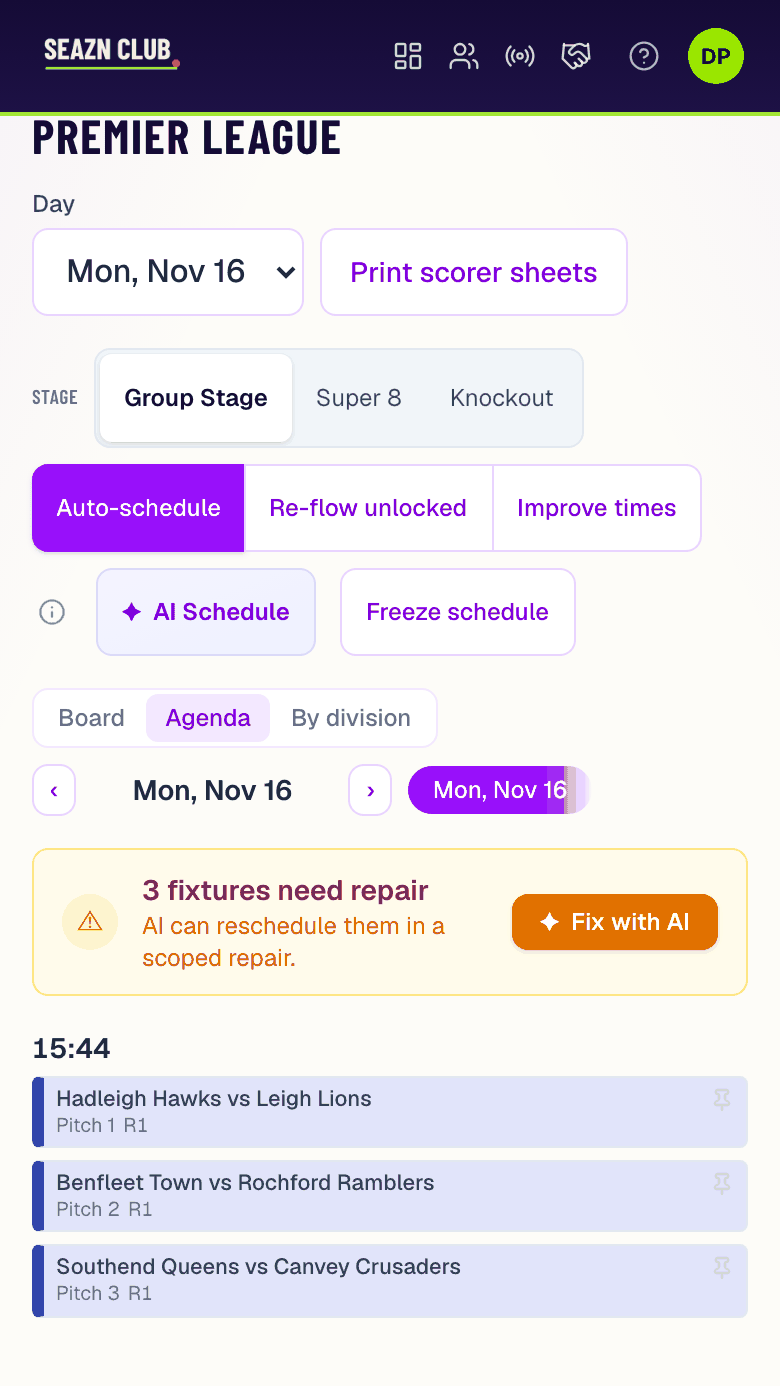 SEAZN CLUB
DP
PREMIER LEAGUE
Day
Mon, Nov 16
Print scorer sheets
STAGE
Group Stage
Super 8
Knockout
Auto-schedule
Re-flow unlocked
Improve times
AI Schedule
Freeze schedule
Board
Agenda
By division
Mon, Nov 16
Mon, Nov 16
3 fixtures need repair
AI can reschedule them in a
scoped repair.
Fix with AI
15:44
Hadleigh Hawks vs Leigh Lions
Pitch 1 R1
Benfleet Town vs Rochford Ramblers
Pitch 2 R1
Southend Queens vs Canvey Crusaders
Pitch 3 R1